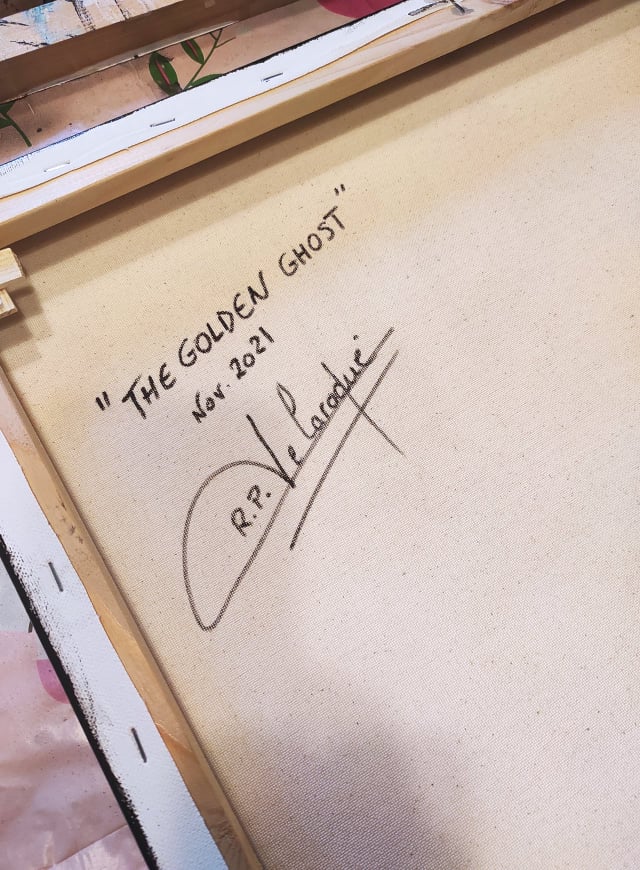 "THE GOLDEN GHOST"
Nov. 2021
R.P.